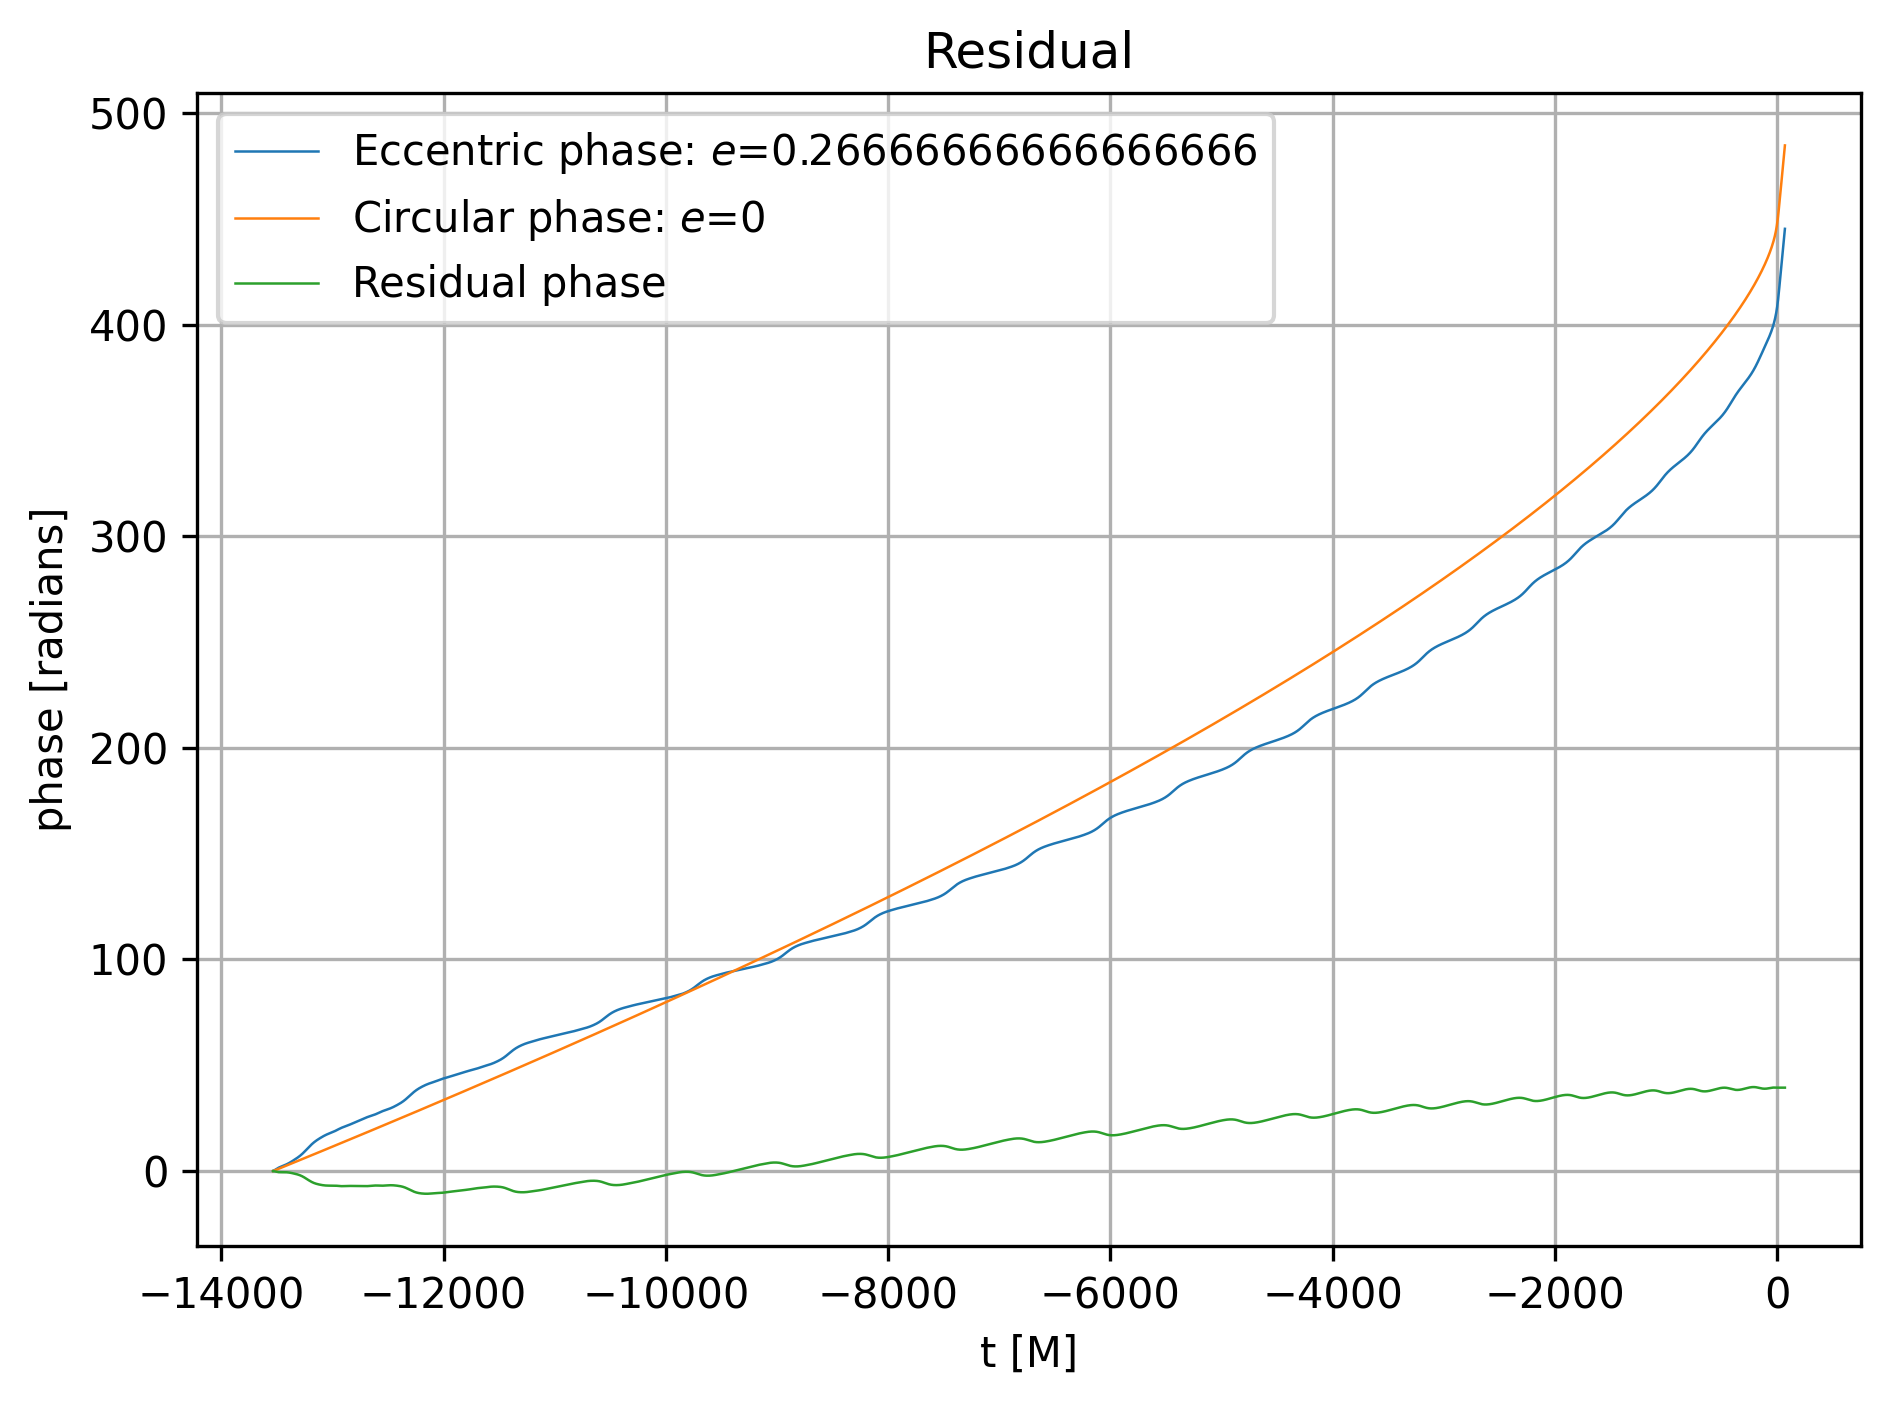 Residual
500
400
300
200
100
0
phase [radians]
Eccentric phase: e=0.26666666666666666
Circular phase: e=0
Residual phase
−14000 −12000 −10000 −8000 −6000 −4000 −2000 0
t [M]